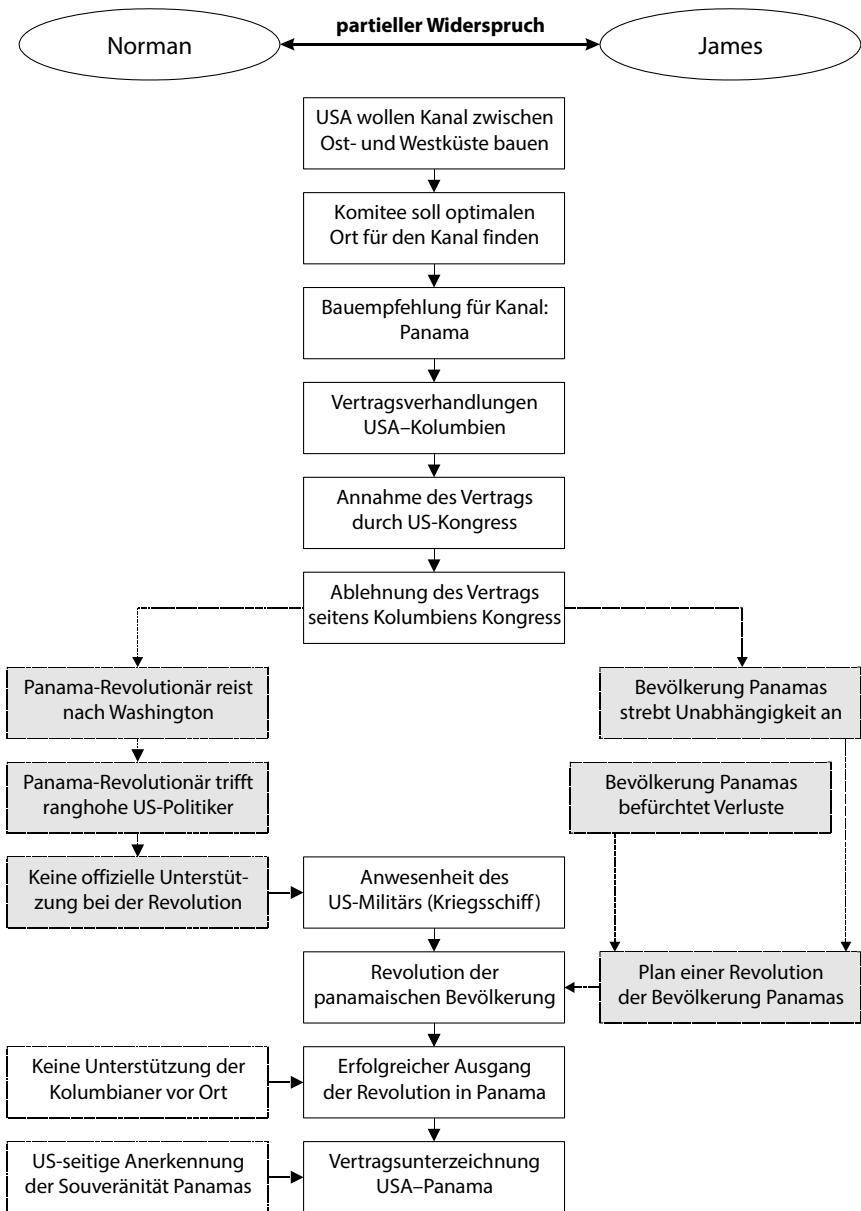 partieller Widerspruch
Norman
James
USA wollen Kanal zwischen
Ost- und Westküste bauen
Komitee soll optimalen
Ort für den Kanal finden
Bauempfehlung für Kanal:
Panama
Vertragsverhandlungen
USA–Kolumbien
Annahme des Vertrags
durch US-Kongress
Ablehnung des Vertrags
seitens Kolumbiens Kongress
Panama-Revolutionär reist
nach Washington
Bevölkerung Panamas
strebt Unabhängigkeit an
Panama-Revolutionär trifft
ranghohe US-Politiker
Bevölkerung Panamas
befürchtet Verluste
Keine offizielle Unterstüt-
zung bei der Revolution
Anwesenheit des
US-Militärs (Kriegsschiff)
Revolution der
panamaischen Bevölkerung
Plan einer Revolution
der Bevölkerung Panamas
Keine Unterstützung der
Kolumbianer vor Ort
Erfolgreicher Ausgang
der Revolution in Panama
US-seitige Anerkennung
der Souveränität Panamas
Vertragsunterzeichnung
USA–Panama